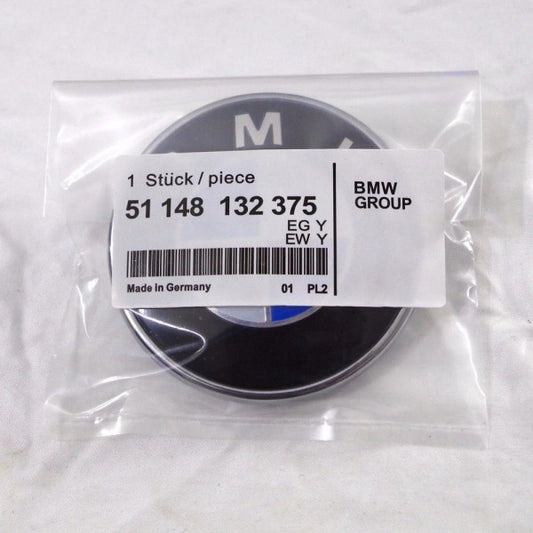 M
1 Stück / piece
51 148 132 375
EG Y
EW Y
Made in Germany 01 PL2
BMW
GROUP